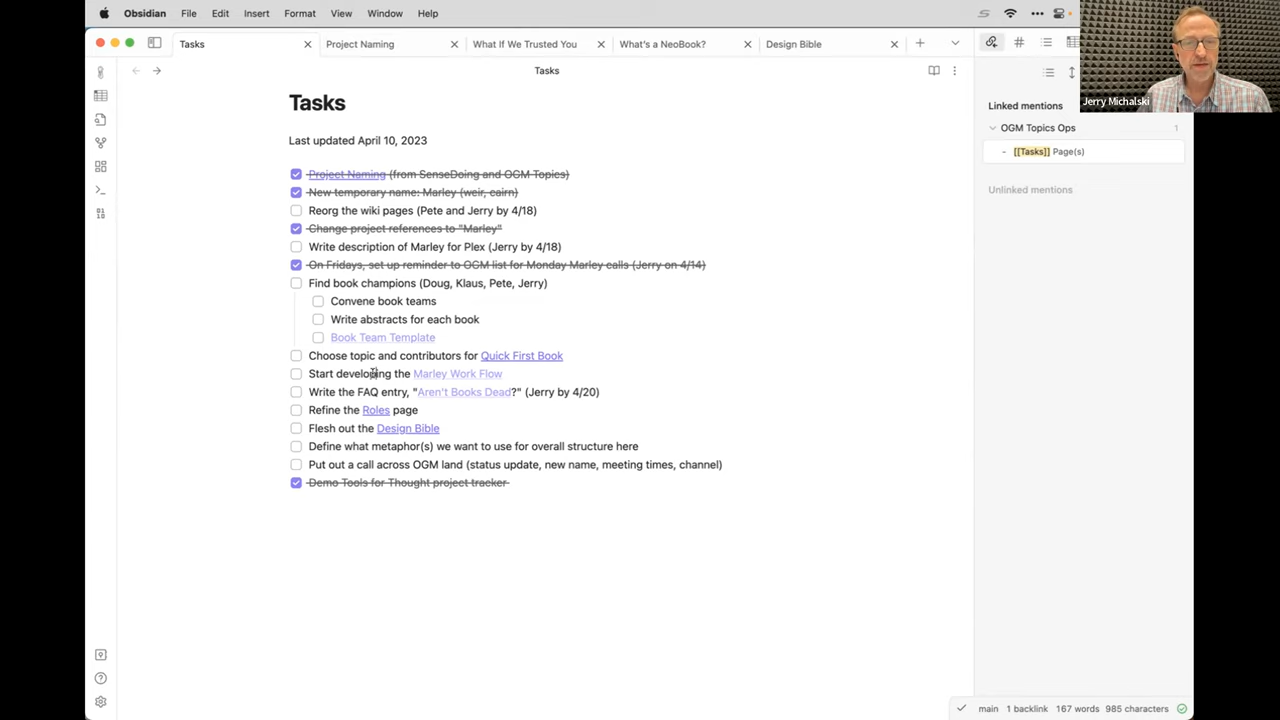 Obsidian File Edit Insert Format View Window Help
Tasks Project Naming What If We Trusted You What's a NeoBook? Design Bible
Tasks
Jerry Michalski
Tasks
Last updated April 10, 2023
Project Naming (from SenseDoing and OGM Topics)
New temporary name: Marley (weir, cairn)
Reorg the wiki pages (Pete and Jerry by 4/18)
Change project references to "Marley"
Write description of Marley for Plex (Jerry by 4/18)
On Fridays, set up reminder to OGM list for Monday Marley calls (Jerry on 4/14)
Find book champions (Doug, Klaus, Pete, Jerry)
Convene book teams
Write abstracts for each book
Book Team Template
Choose topic and contributors for Quick First Book
Start developing the Marley Work Flow
Write the FAQ entry, "Aren't Books Dead?" (Jerry by 4/20)
Refine the Roles page
Flesh out the Design Bible
Define what metaphor(s) we want to use for overall structure here
Put out a call across OGM land (status update, new name, meeting times, channel)
Demo Tools for Thought project tracker
Linked mentions
OGM Topics Ops 1
- [[Tasks]] Page(s)
Unlinked mentions
main 1 backlink 167 words 985 characters